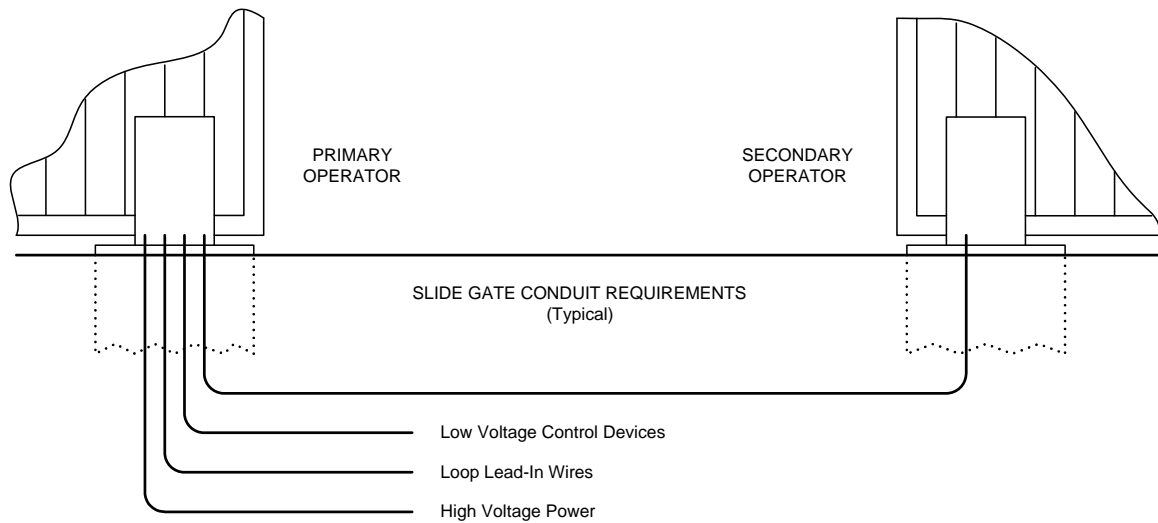 PRIMARY
OPERATOR
SECONDARY
OPERATOR
SLIDE GATE CONDUIT REQUIREMENTS
(Typical)
Low Voltage Control Devices
Loop Lead-In Wires
High Voltage Power